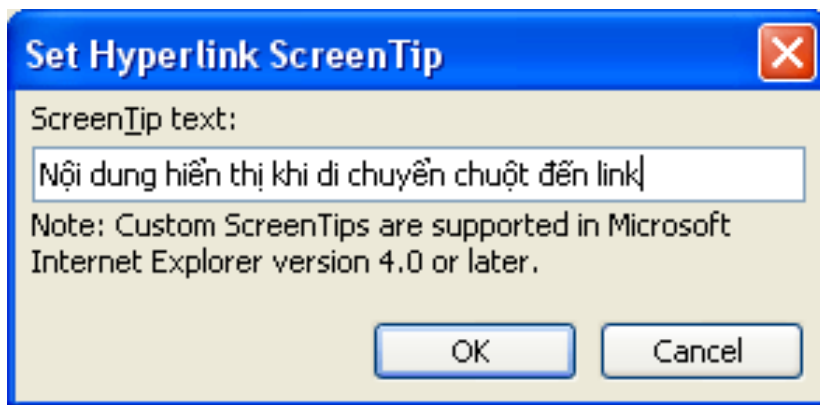 Set Hyperlink ScreenTip
ScreenTip text:
Nội dung hiển thị khi di chuyển chuột đến link
Note: Custom ScreenTips are supported in Microsoft
Internet Explorer version 4.0 or later.
OK Cancel